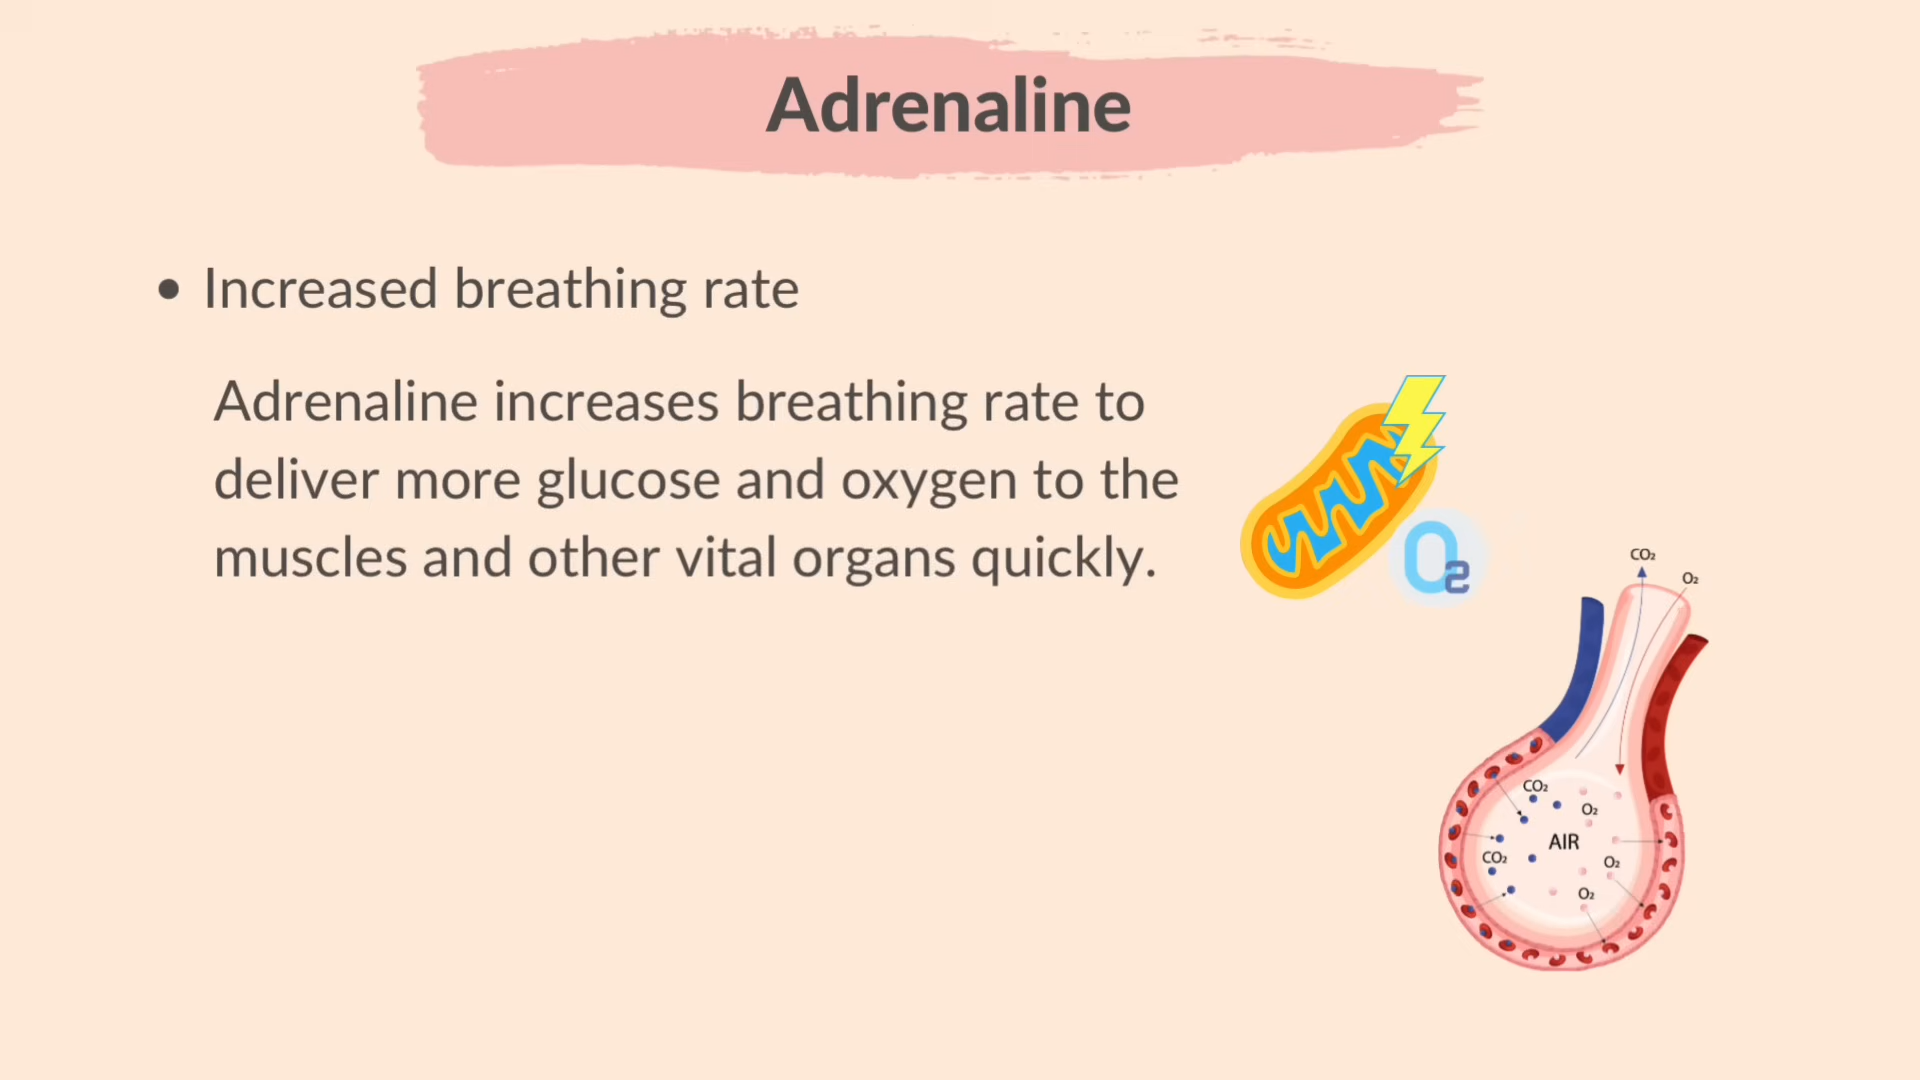 Adrenaline
• Increased breathing rate
Adrenaline increases breathing rate to
deliver more glucose and oxygen to the
muscles and other vital organs quickly.
O₂
CO₂
O₂
CO₂
O₂
AIR
CO₂
O₂
O₂